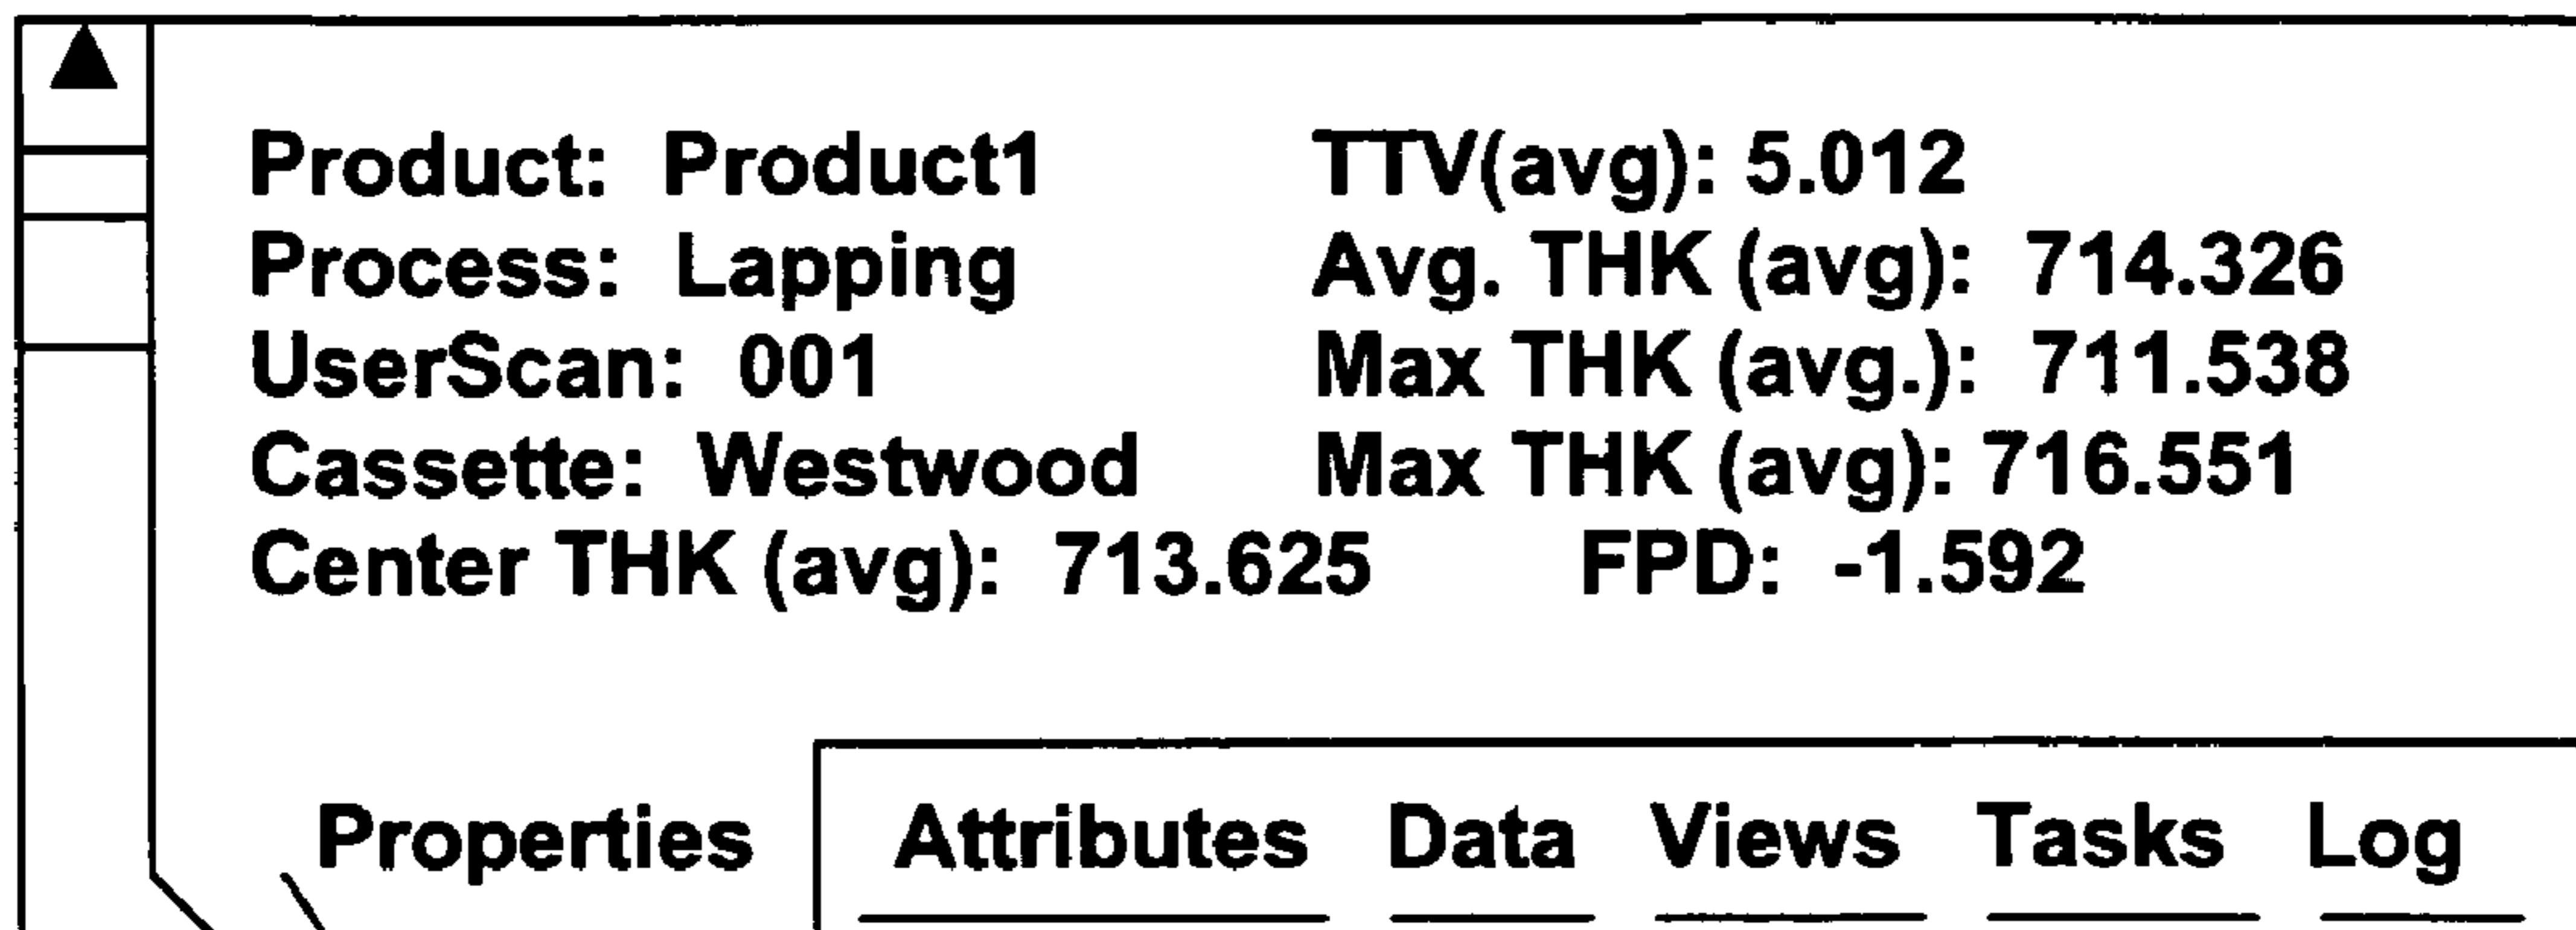 Product: Product1 TTV(avg): 5.012
Process: Lapping Avg. THK (avg): 714.326
UserScan: 001 Max THK (avg.): 711.538
Cassette: Westwood Max THK (avg): 716.551
Center THK (avg): 713.625 FPD: -1.592
Properties Attributes Data Views Tasks Log